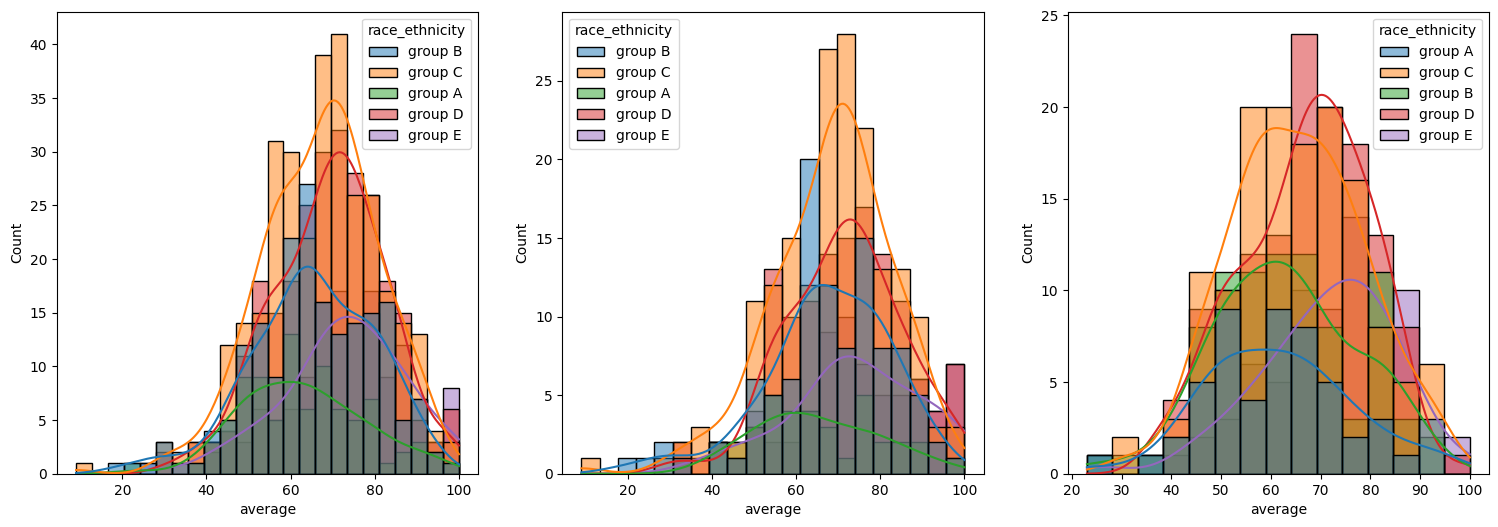 40
35
30
25
20
15
10
5
0
Count
20
40
60
80
100
average
race_ethnicity
group B
group C
group A
group D
group E
25
20
15
10
5
0
Count
20
40
60
80
100
average
race_ethnicity
group B
group C
group A
group D
group E
25
20
15
10
5
0
Count
20
30
40
50
60
70
80
90
100
average
race_ethnicity
group A
group C
group B
group D
group E